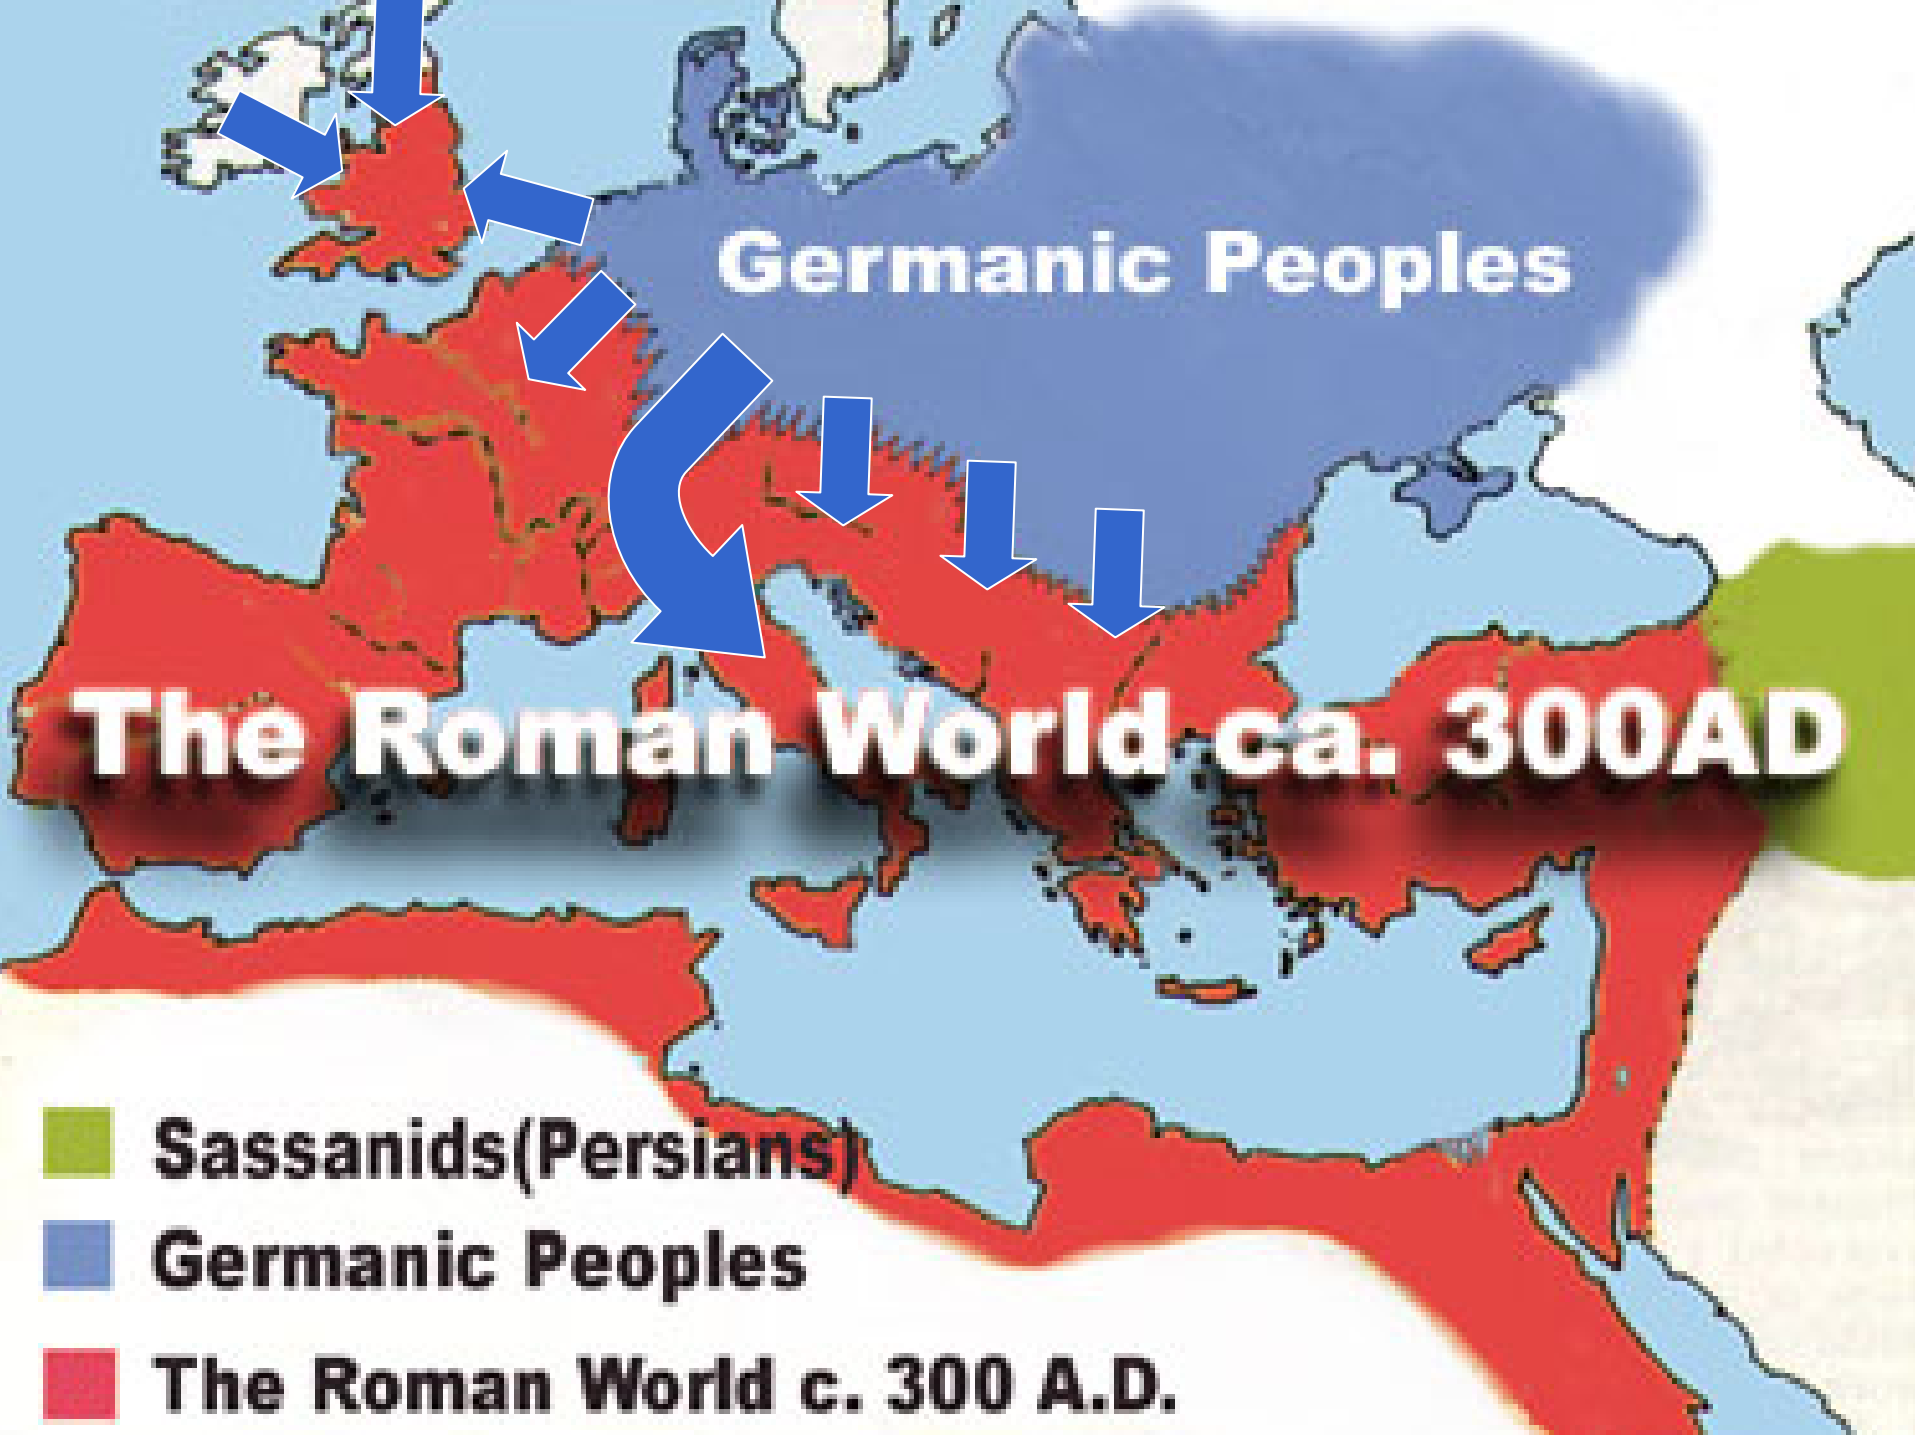 Germanic Peoples
The Roman World ca. 300AD
Sassanids(Persians)
Germanic Peoples
The Roman World c. 300 A.D.